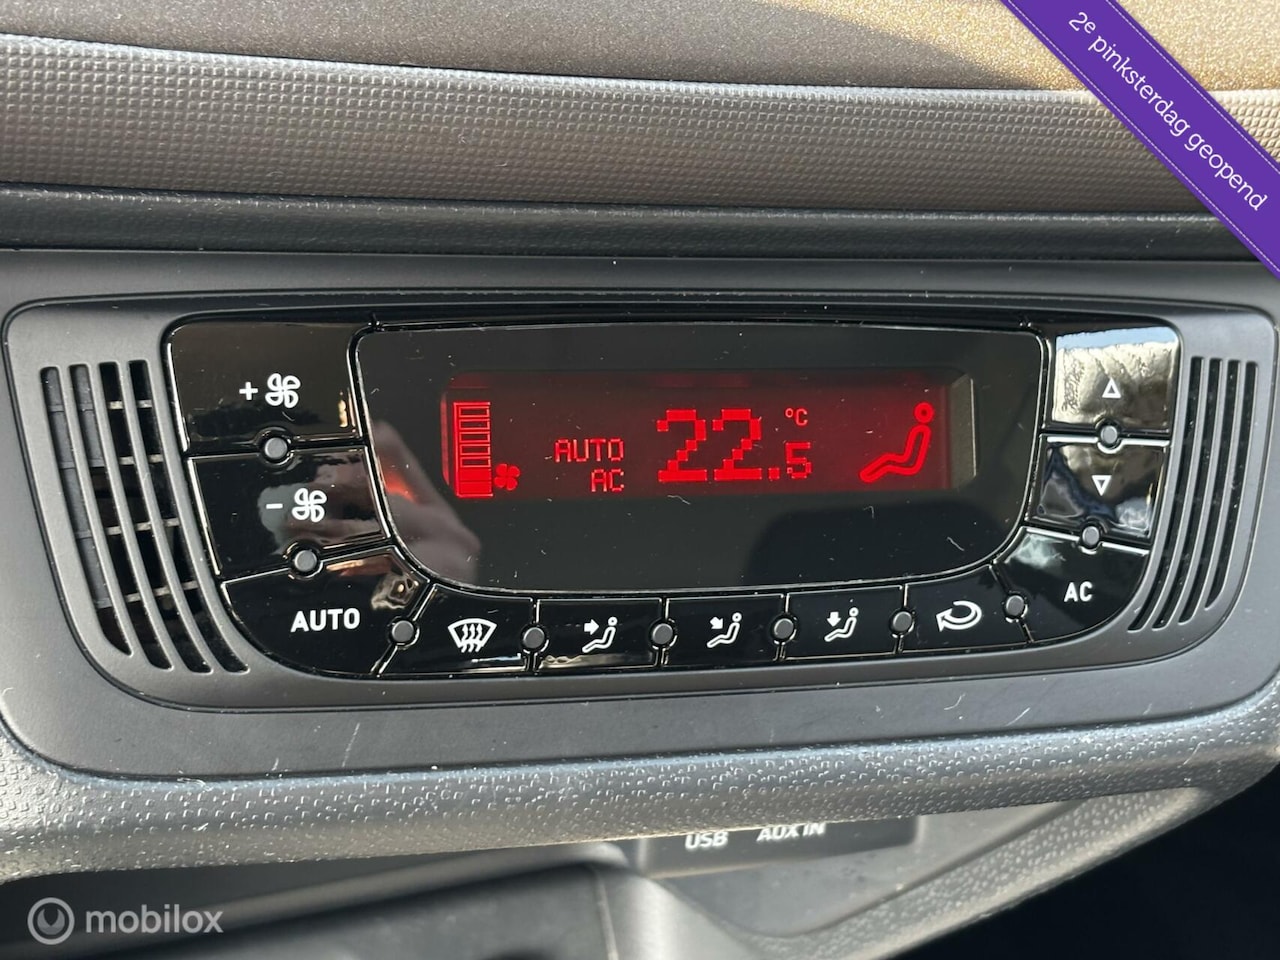 2e pinksterdag geopend
+
-
AUTO
AUTO
AC
22.5
°C
AC
USB
AUX IN
mobilox